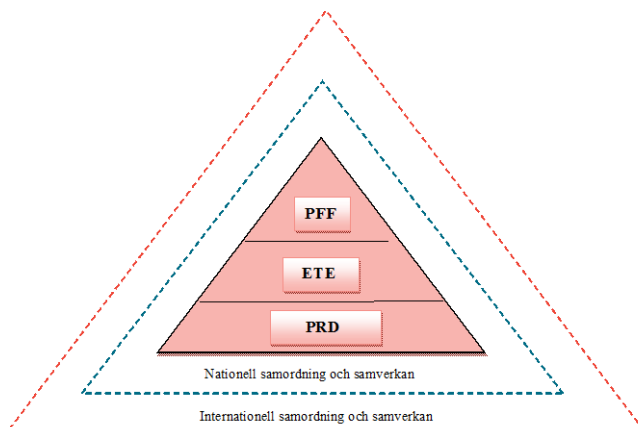 PFF
ETE
PRD
Nationell samordning och samverkan
Internationell samordning och samverkan